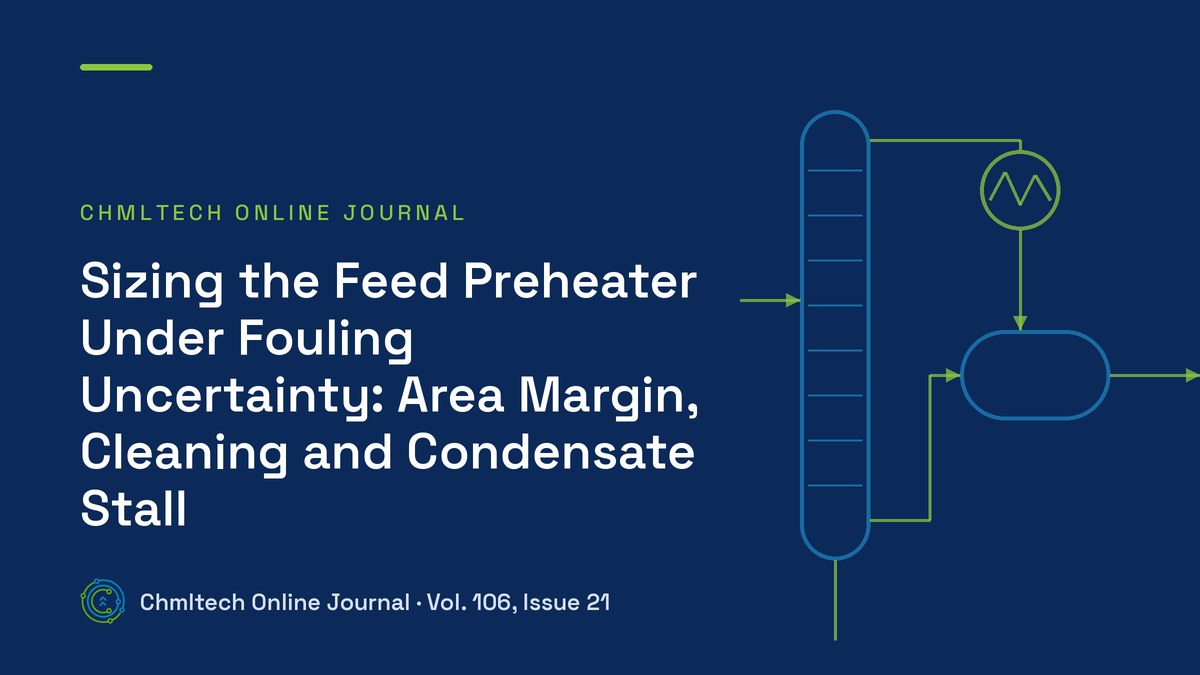 CHMLTECH ONLINE JOURNAL
Sizing the Feed Preheater
Under Fouling
Uncertainty: Area Margin,
Cleaning and Condensate
Stall
Chmltech Online Journal · Vol. 106, Issue 21